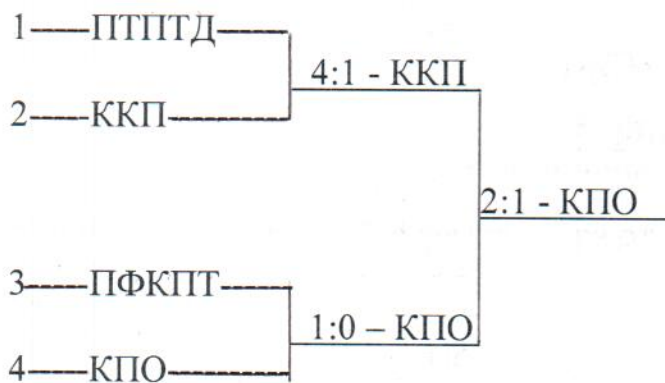 1 ПТПТД
4:1 - ККП
2 ККП
2:1 - КПО
3 ПФКПТ
1:0 – КПО
4 КПО